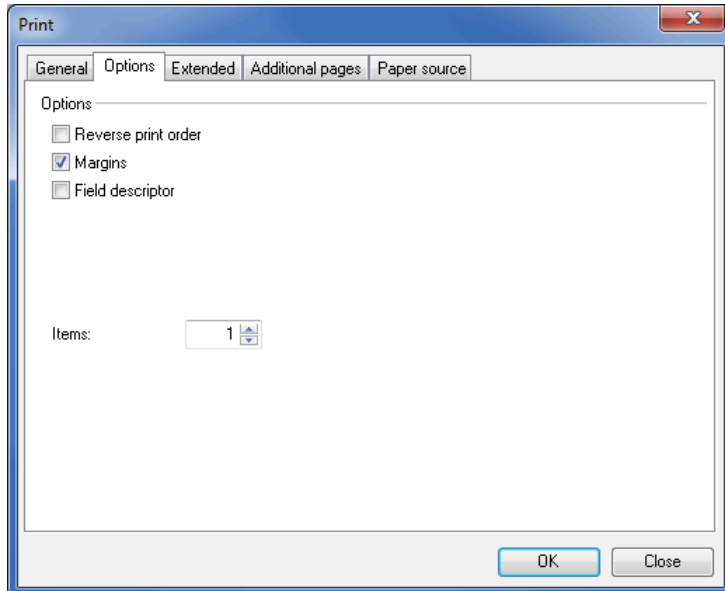 Print
General Options Extended Additional pages Paper source
Options
Reverse print order
Margins
Field descriptor
Items: 1
OK Close